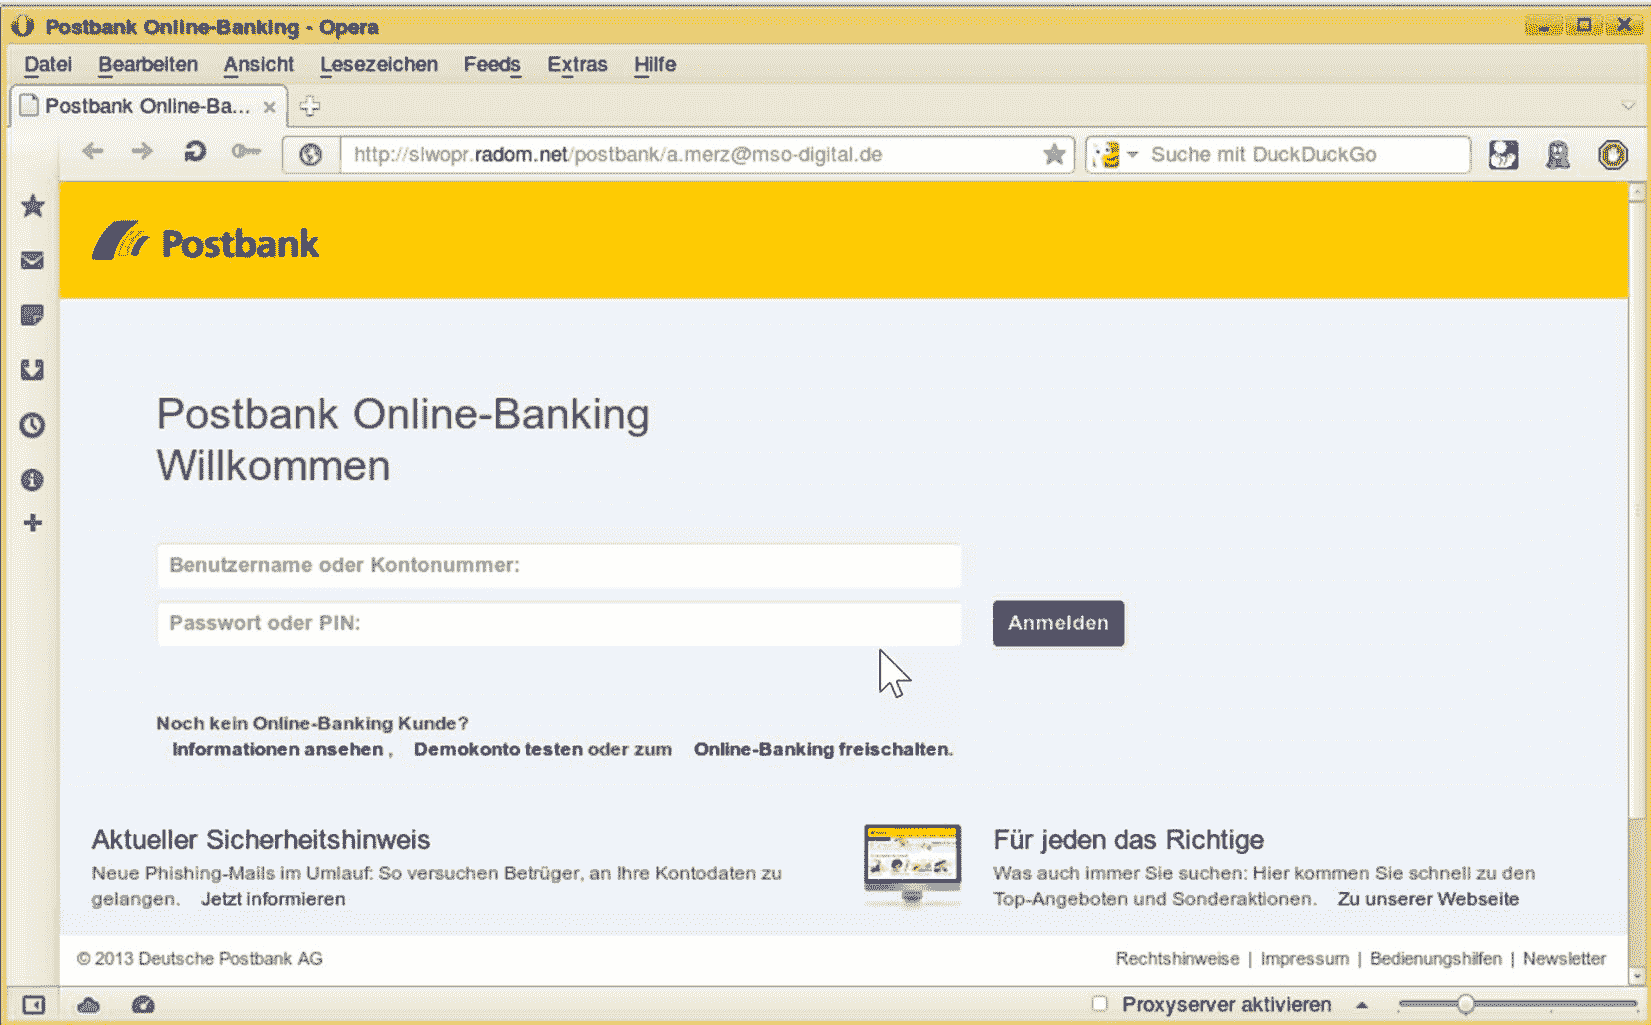 Postbank Online-Banking - Opera
Datei Bearbeiten Ansicht Lesezeichen Feeds Extras Hilfe
Postbank Online-Ba...
http://slwopr.radom.net/postbank/a.merz@mso-digital.de Suche mit DuckDuckGo
Postbank
Postbank Online-Banking
Willkommen
Benutzername oder Kontonummer:
Passwort oder PIN: Anmelden
Noch kein Online-Banking Kunde?
Informationen ansehen , Demokonto testen oder zum Online-Banking freischalten.
Aktueller Sicherheitshinweis
Neue Phishing-Mails im Umlauf: So versuchen Betrüger, an Ihre Kontodaten zu
gelangen. Jetzt informieren
Für jeden das Richtige
Was auch immer Sie suchen: Hier kommen Sie schnell zu den
Top-Angeboten und Sonderaktionen. Zu unserer Webseite
© 2013 Deutsche Postbank AG Rechtshinweise | Impressum | Bedienungshilfen | Newsletter
Proxyserver aktivieren